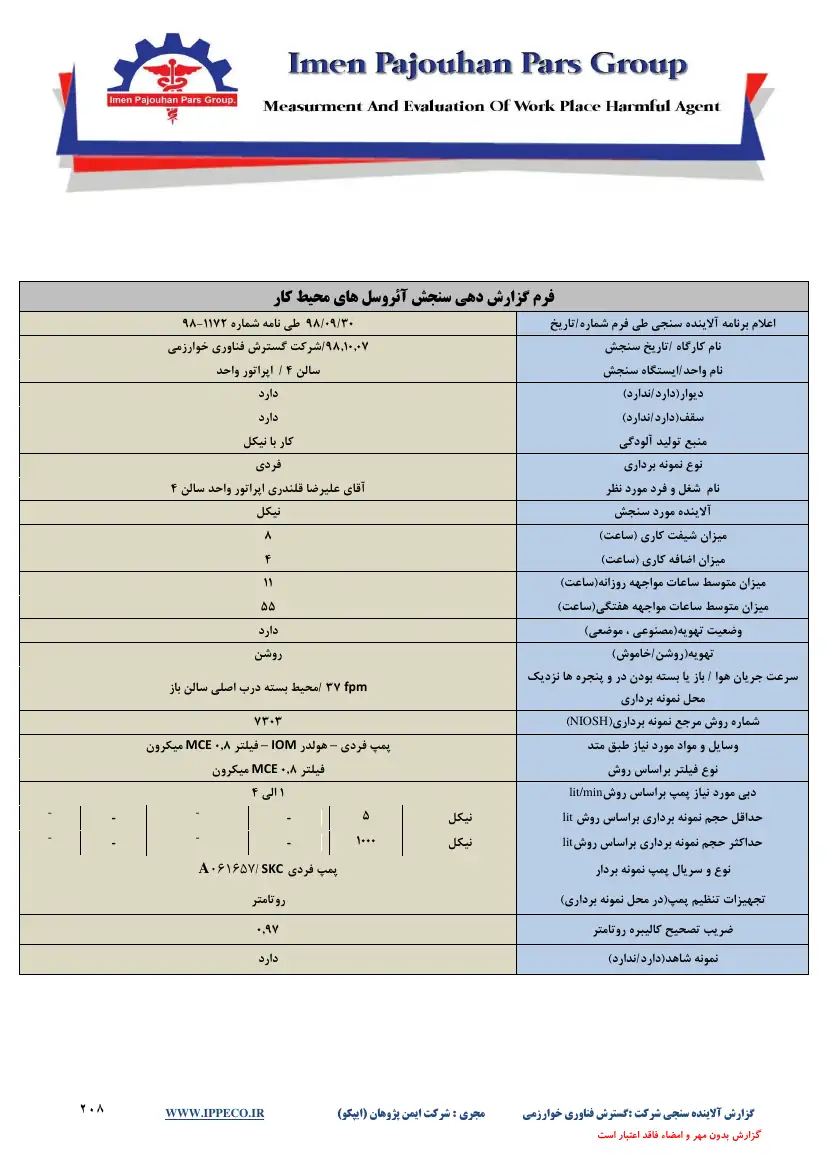 Imen Pajouhan Pars Group
Imen Pajouhan Pars Group.
Measurment And Evaluation Of Work Place Harmful Agent
فرم گزارش دهی سنجش آئروسل های محیط کار
اعلام برنامه آلاینده سنجی طی فرم شماره/تاریخ ۹۸/۰۹/۳۰ طی نامه شماره ۱۱۷۲-۹۸
نام کارگاه /تاریخ سنجش ۹۸,۱۰,۰۷/شرکت گسترش فناوری خوارزمی
نام واحد/ایستگاه سنجش سالن ۴ / اپراتور واحد
دیوار(دارد/ندارد) دارد
سقف(دارد/ندارد) دارد
منبع تولید آلودگی کار با نیکل
نوع نمونه برداری فردی
نام شغل و فرد مورد نظر آقای علیرضا قلندری اپراتور واحد سالن ۴
آلاینده مورد سنجش نیکل
میزان شیفت کاری (ساعت) ۸
میزان اضافه کاری (ساعت) ۴
میزان متوسط ساعات مواجهه روزانه(ساعت) ۱۱
میزان متوسط ساعات مواجهه هفتگی(ساعت) ۵۵
وضعیت تهویه(مصنوعی ، موضعی) دارد
تهویه(روشن/خاموش) روشن
سرعت جریان هوا / باز یا بسته بودن در و پنجره ها نزدیک
محل نمونه برداری ۳۷ fpm /محیط بسته درب اصلی سالن باز
شماره روش مرجع نمونه برداری(NIOSH) ۷۳۰۳
وسایل و مواد مورد نیاز طبق متد پمپ فردی – هولدر IOM – فیلتر MCE ۰,۸ میکرون
نوع فیلتر براساس روش فیلتر MCE ۰,۸ میکرون
دبی مورد نیاز پمپ براساس روش lit/min ۱ الی ۴
حداقل حجم نمونه برداری براساس روش lit نیکل ۵ - - - -
حداکثر حجم نمونه برداری براساس روش lit نیکل ۱۰۰۰ - - - -
نوع و سریال پمپ نمونه بردار پمپ فردی SKC /A۰۶۱۶۵۷
تجهیزات تنظیم پمپ(در محل نمونه برداری) روتامتر
ضریب تصحیح کالیبره روتامتر ۰,۹۷
نمونه شاهد(دارد/ندارد) دارد
گزارش آلاینده سنجی شرکت :گسترش فناوری خوارزمی مجری : شرکت ایمن پژوهان (ایپکو) WWW.IPPECO.IR ۲۰۸
گزارش بدون مهر و امضاء فاقد اعتبار است